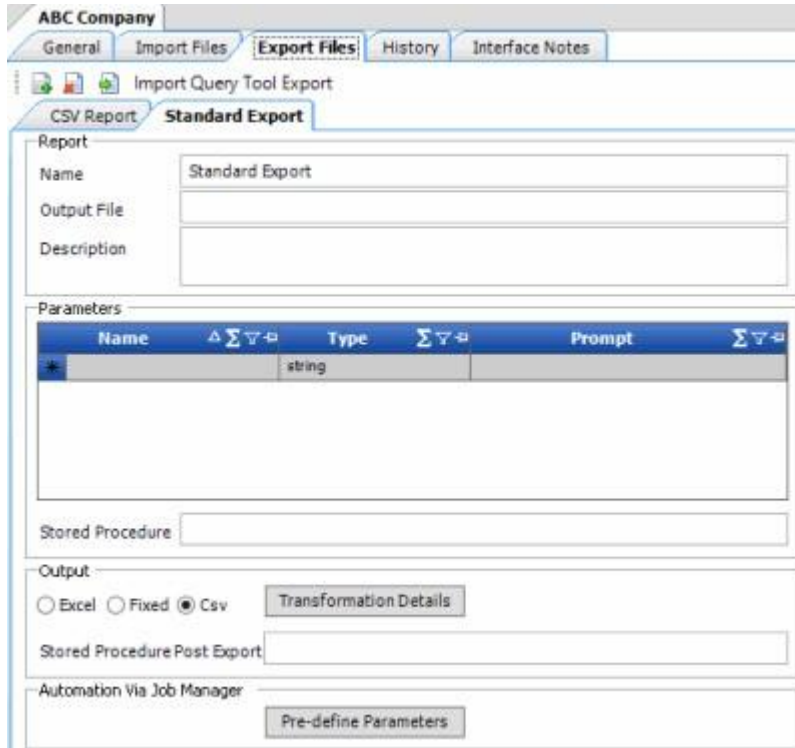 ABC Company
General Import Files Export Files History Interface Notes
Import Query Tool Export
CSV Report Standard Export
Report
Name Standard Export
Output File
Description
Parameters
Name Type Prompt
string
Stored Procedure
Output
Excel Fixed Csv Transformation Details
Stored Procedure Post Export
Automation Via Job Manager
Pre-define Parameters